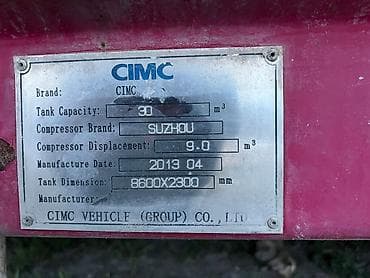 CIMC
Brand: CIMC
Tank Capacity: 30 m³
Compressor Brand: SUZHOU
Compressor Displacement: 9.0 m³
Manufacture Date: 2013 04
Tank Dimension: 8600X2300 mm
Manufacturer:
CIMC VEHICLE (GROUP) CO., LTD